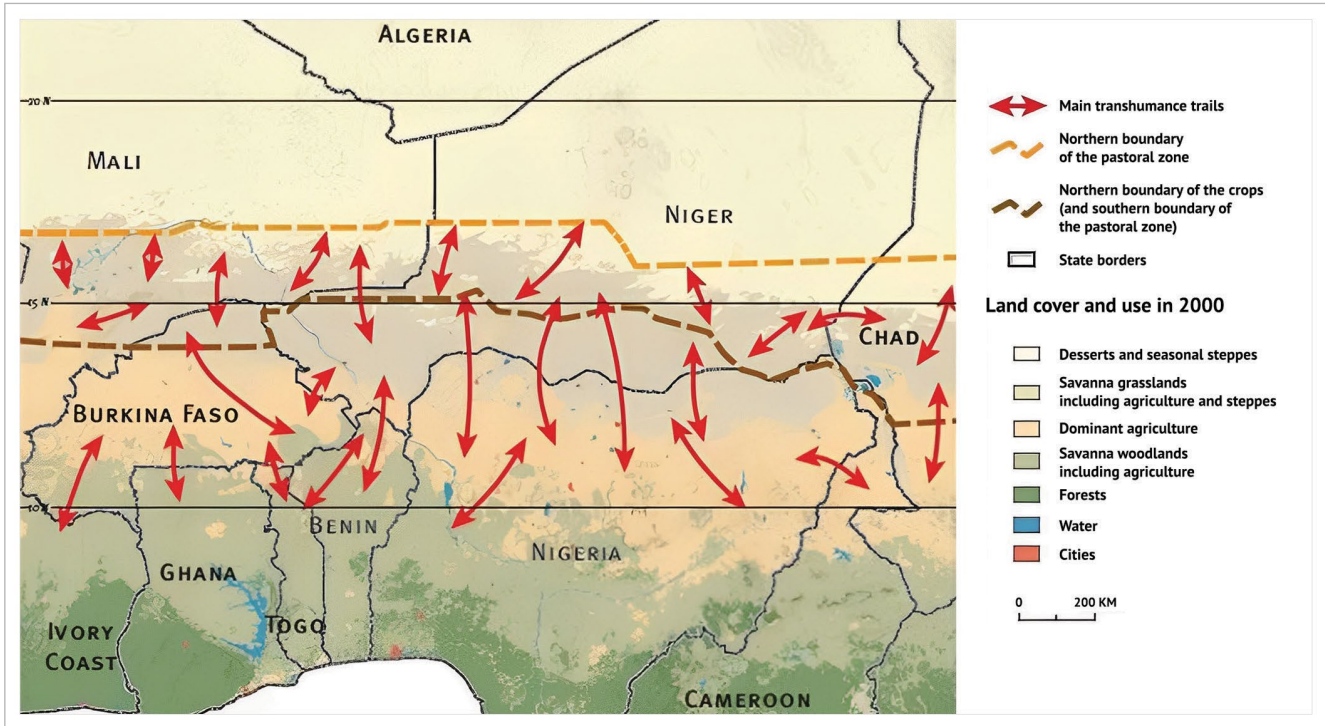 ALGERIA
20 N
MALI
NIGER
15 N
CHAD
BURKINA FASO
10 N
BENIN
NIGERIA
GHANA
TOGO
IVORY
COAST
CAMEROON
Main transhumance trails
Northern boundary
of the pastoral zone
Northern boundary of the crops
(and southern boundary of
the pastoral zone)
State borders
Land cover and use in 2000
Desserts and seasonal steppes
Savanna grasslands
including agriculture and steppes
Dominant agriculture
Savanna woodlands
including agriculture
Forests
Water
Cities
0 200 KM